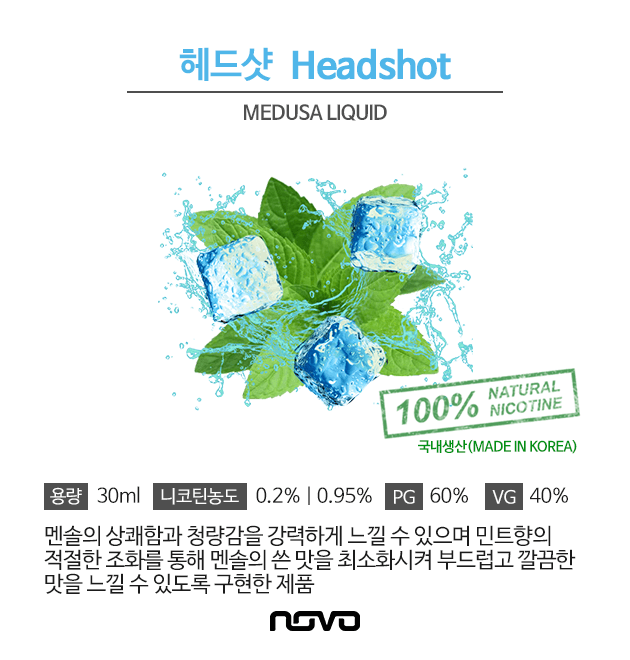 헤드샷 Headshot
MEDUSA LIQUID
100% NATURAL NICOTINE
국내생산(MADE IN KOREA)
용량 30ml 니코틴농도 0.2% | 0.95% PG 60% VG 40%
멘솔의 상쾌함과 청량감을 강력하게 느낄 수 있으며 민트향의
적절한 조화를 통해 멘솔의 쓴 맛을 최소화시켜 부드럽고 깔끔한
맛을 느낄 수 있도록 구현한 제품
novo